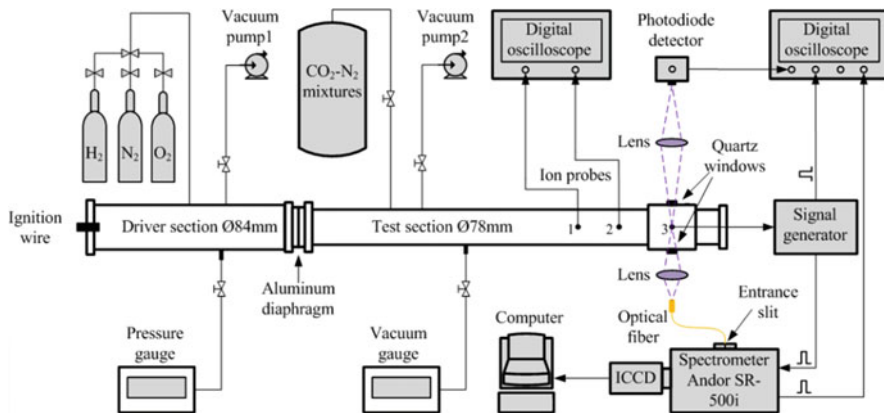 Vacuum
pump1
CO₂-N₂
mixtures
Vacuum
pump2
Digital
oscilloscope
Photodiode
detector
Digital
oscilloscope
H₂
N₂
O₂
Lens
Quartz
windows
Ion probes
Ignition
wire
Driver section Ø84mm
Test section Ø78mm
1
2
3
Signal
generator
Aluminum
diaphragm
Lens
Pressure
gauge
Vacuum
gauge
Computer
Optical
fiber
Entrance
slit
ICCD
Spectrometer
Andor SR-
500i